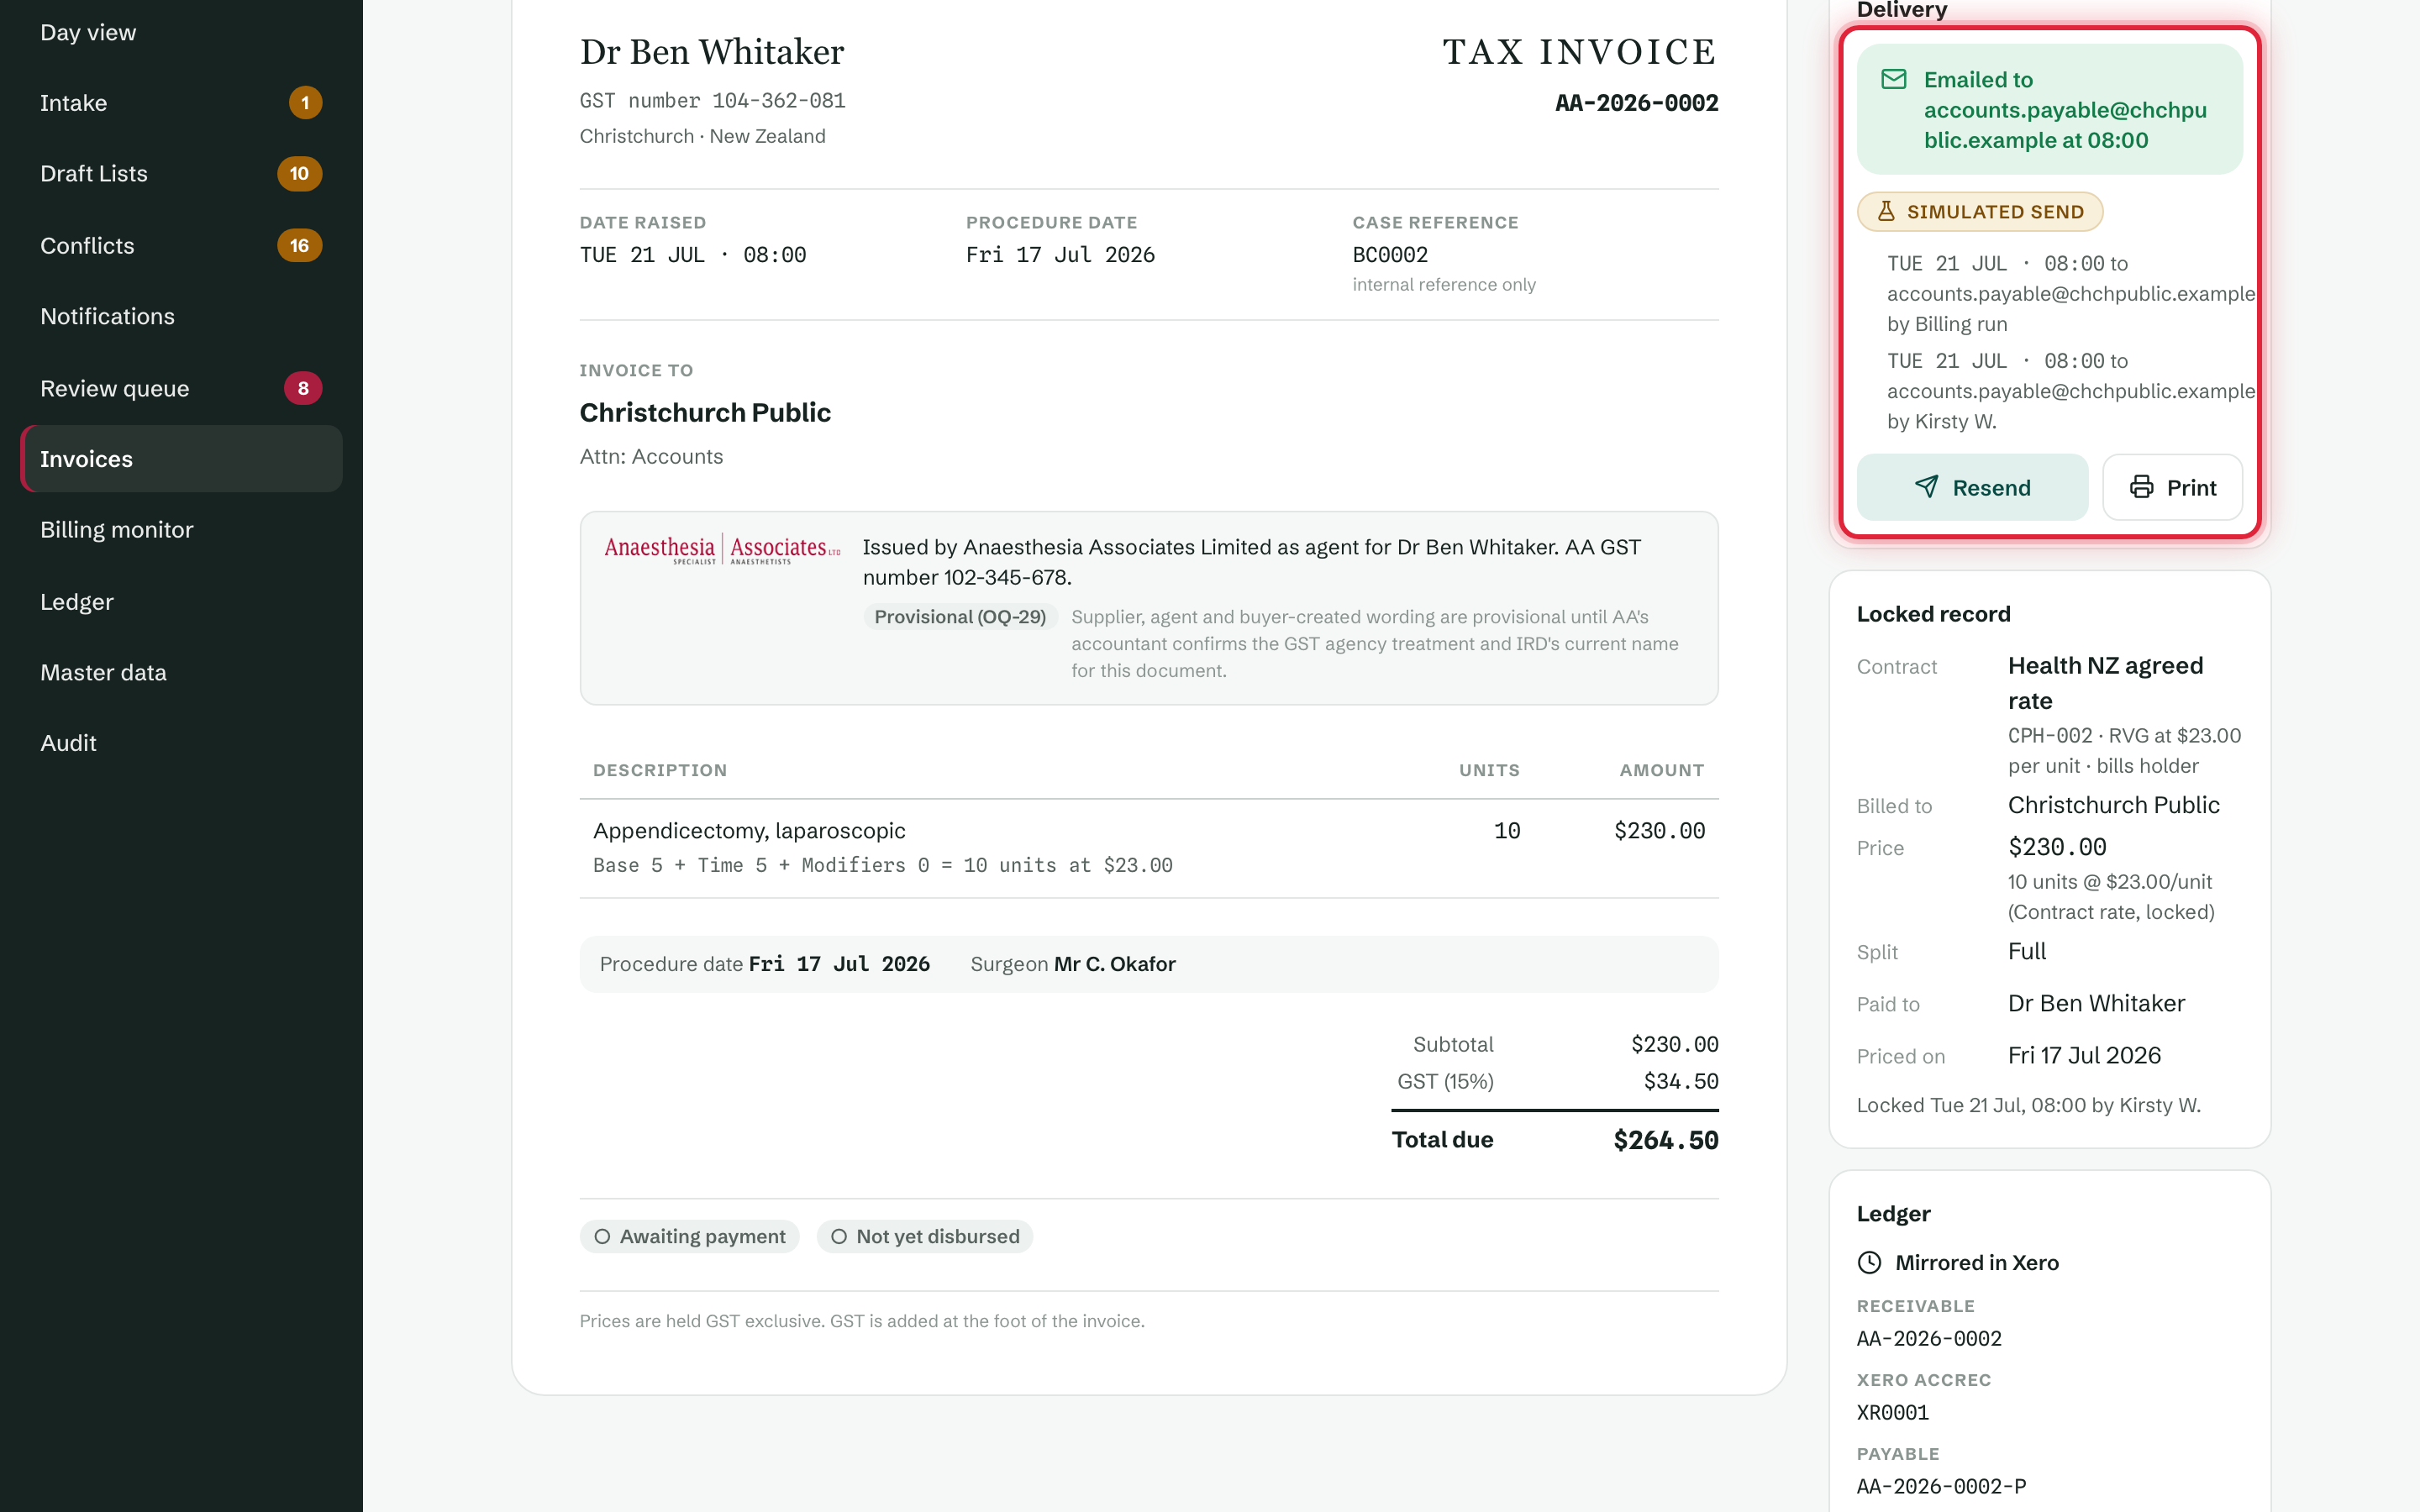 Day view
Intake 1
Draft Lists 10
Conflicts 16
Notifications
Review queue 8
Invoices
Billing monitor
Ledger
Master data
Audit
Dr Ben Whitaker
TAX INVOICE
GST number 104-362-081
AA-2026-0002
Christchurch · New Zealand
DATE RAISED
TUE 21 JUL · 08:00
PROCEDURE DATE
Fri 17 Jul 2026
CASE REFERENCE
BC0002
internal reference only
INVOICE TO
Christchurch Public
Attn: Accounts
Anaesthesia Associates LTD
SPECIALIST ANAESTHETISTS
Issued by Anaesthesia Associates Limited as agent for Dr Ben Whitaker. AA GST
number 102-345-678.
Provisional (OQ-29)
Supplier, agent and buyer-created wording are provisional until AA's
accountant confirms the GST agency treatment and IRD's current name
for this document.
DESCRIPTION UNITS AMOUNT
Appendicectomy, laparoscopic 10 $230.00
Base 5 + Time 5 + Modifiers 0 = 10 units at $23.00
Procedure date Fri 17 Jul 2026 Surgeon Mr C. Okafor
Subtotal $230.00
GST (15%) $34.50
Total due $264.50
Awaiting payment Not yet disbursed
Prices are held GST exclusive. GST is added at the foot of the invoice.
Delivery
Emailed to
accounts.payable@chchpu
blic.example at 08:00
SIMULATED SEND
TUE 21 JUL · 08:00 to
accounts.payable@chchpublic.example
by Billing run
TUE 21 JUL · 08:00 to
accounts.payable@chchpublic.example
by Kirsty W.
Resend Print
Locked record
Contract Health NZ agreed
rate
CPH-002 · RVG at $23.00
per unit · bills holder
Billed to Christchurch Public
Price $230.00
10 units @ $23.00/unit
(Contract rate, locked)
Split Full
Paid to Dr Ben Whitaker
Priced on Fri 17 Jul 2026
Locked Tue 21 Jul, 08:00 by Kirsty W.
Ledger
Mirrored in Xero
RECEIVABLE
AA-2026-0002
XERO ACCREC
XR0001
PAYABLE
AA-2026-0002-P